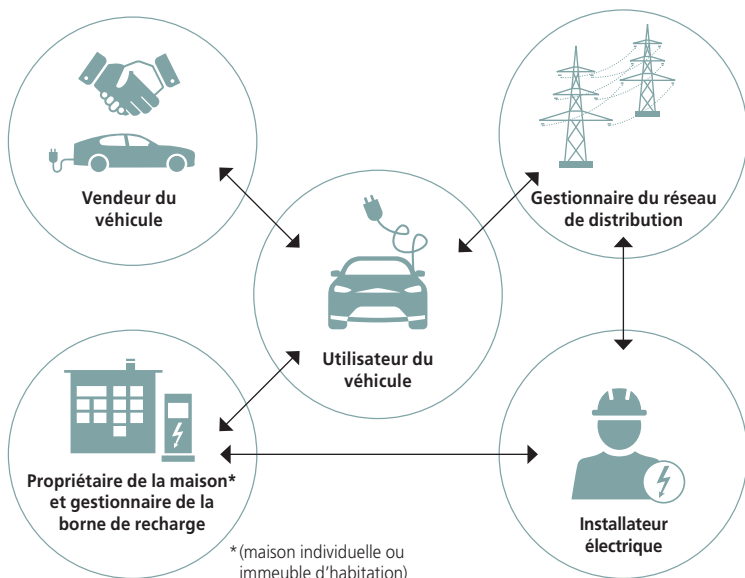 Vendeur du
véhicule
Gestionnaire du réseau
de distribution
Utilisateur du
véhicule
Propriétaire de la maison*
et gestionnaire de la
borne de recharge
Installateur
électrique
*(maison individuelle ou
immeuble d’habitation)